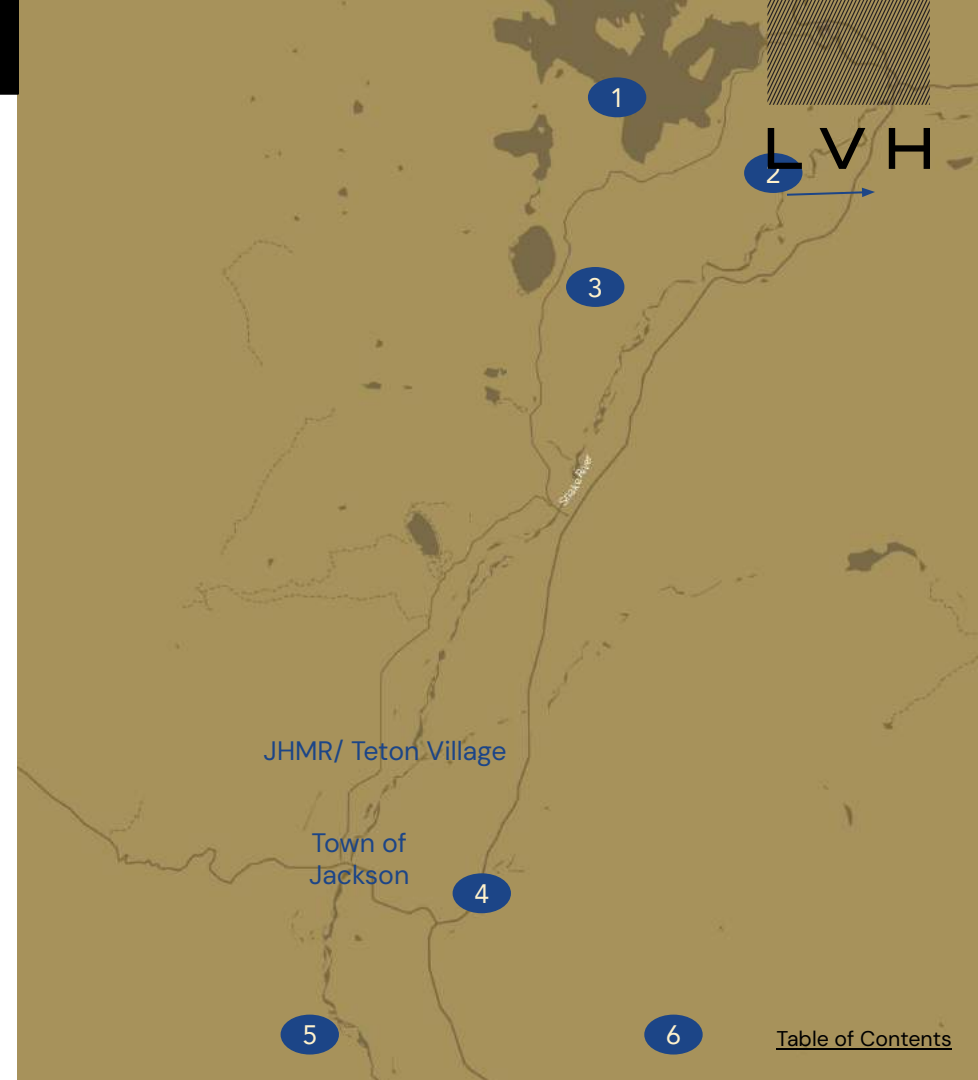 1
L V H
2
3
Snake River
JHMR/ Teton Village
Town of
Jackson
4
5
6
Table of Contents